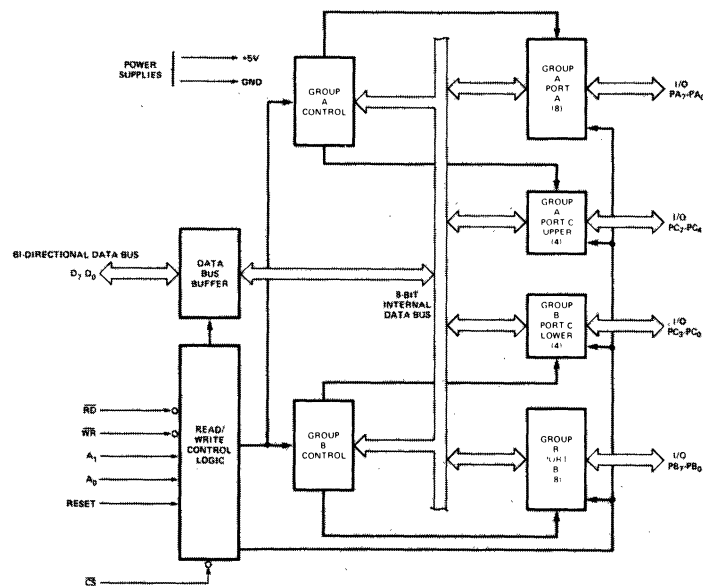 POWER
SUPPLIES
+5V
GND
GROUP
A
CONTROL
GROUP
A
PORT
A
(8)
I/O
PA7-PA0
GROUP
A
PORT C
UPPER
(4)
I/O
PC7-PC4
BI-DIRECTIONAL DATA BUS
D7 D0
DATA
BUS
BUFFER
8-BIT
INTERNAL
DATA BUS
GROUP
B
PORT C
LOWER
(4)
I/O
PC3-PC0
RD
WR
A1
A0
RESET
CS
READ/
WRITE
CONTROL
LOGIC
GROUP
B
CONTROL
GROUP
B
PORT
B
(8)
I/O
PB7-PB0